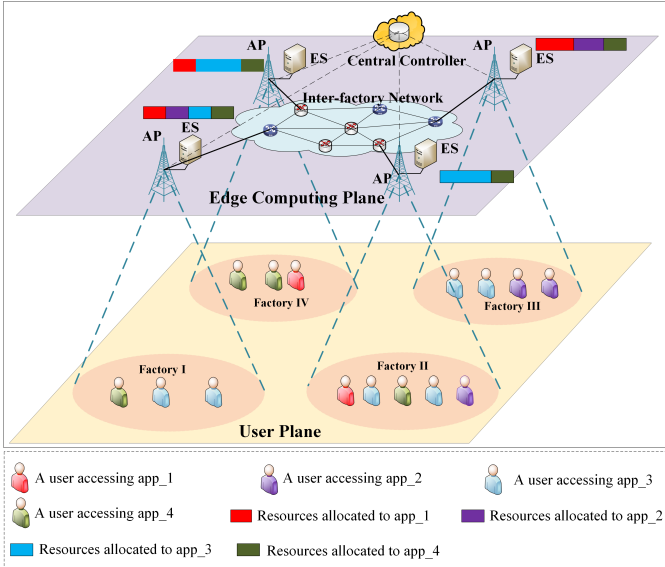 AP
ES
Central Controller
AP
ES
Inter-factory Network
AP
ES
ES
AP
Edge Computing Plane
Factory IV
Factory III
Factory I
Factory II
User Plane
A user accessing app_1
A user accessing app_2
A user accessing app_3
A user accessing app_4
Resources allocated to app_1
Resources allocated to app_2
Resources allocated to app_3
Resources allocated to app_4